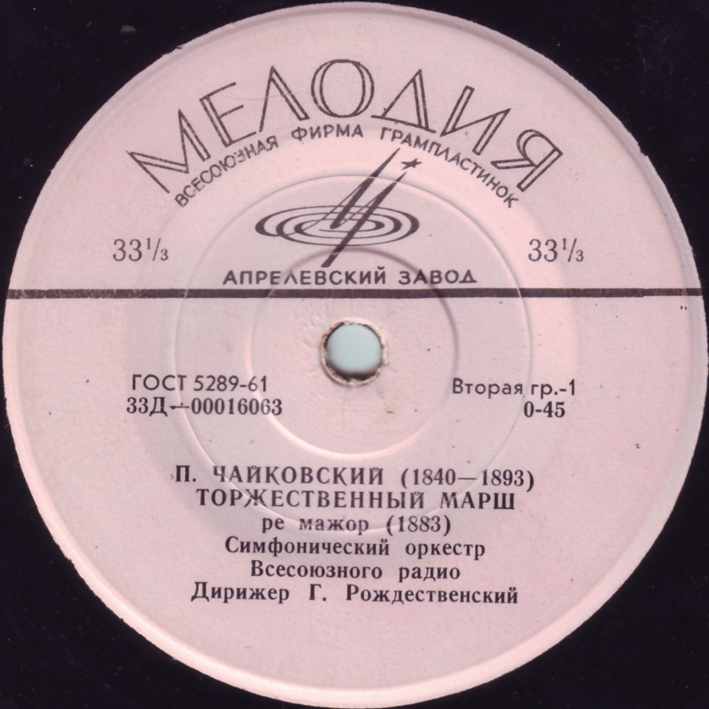 МЕЛОДИЯ
ВСЕСОЮЗНАЯ ФИРМА ГРАМПЛАСТИНОК
33⅓ 33⅓
АПРЕЛЕВСКИЙ ЗАВОД
ГОСТ 5289-61 Вторая гр.-1
33Д—00016063 0-45
П. ЧАЙКОВСКИЙ (1840—1893)
ТОРЖЕСТВЕННЫЙ МАРШ
ре мажор (1883)
Симфонический оркестр
Всесоюзного радио
Дирижер Г. Рождественский